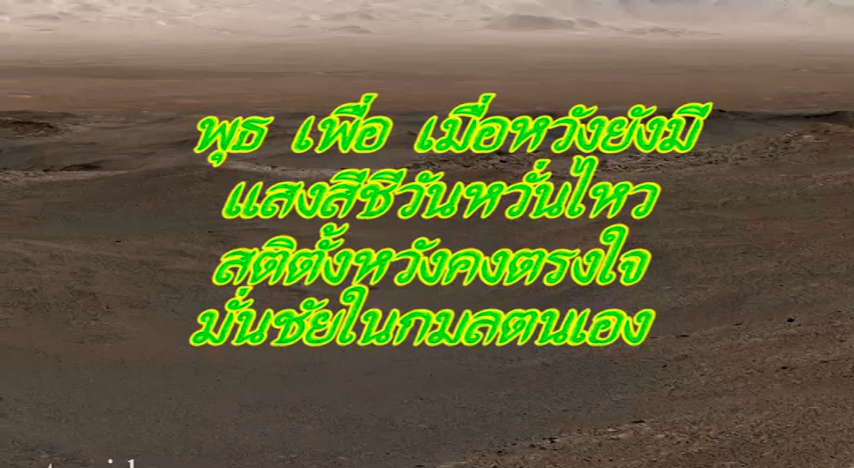 พุธ เพื่อ เมื่อหวังยังมี
แสงสีชีวันหวั่นไหว
สติตั้งหวังคงตรงใจ
มั่นชัยในกมลตนเอง